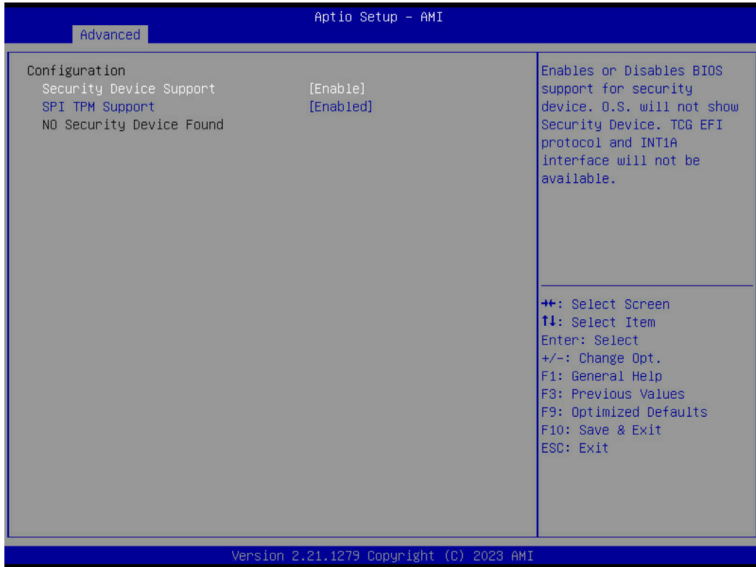 Aptio Setup - AMI
Advanced
Configuration
Security Device Support [Enable]
SPI TPM Support [Enabled]
NO Security Device Found
Enables or Disables BIOS
support for security
device. O.S. will not show
Security Device. TCG EFI
protocol and INT1A
interface will not be
available.
→←: Select Screen
↑↓: Select Item
Enter: Select
+/-: Change Opt.
F1: General Help
F3: Previous Values
F9: Optimized Defaults
F10: Save & Exit
ESC: Exit
Version 2.21.1279 Copyright (C) 2023 AMI